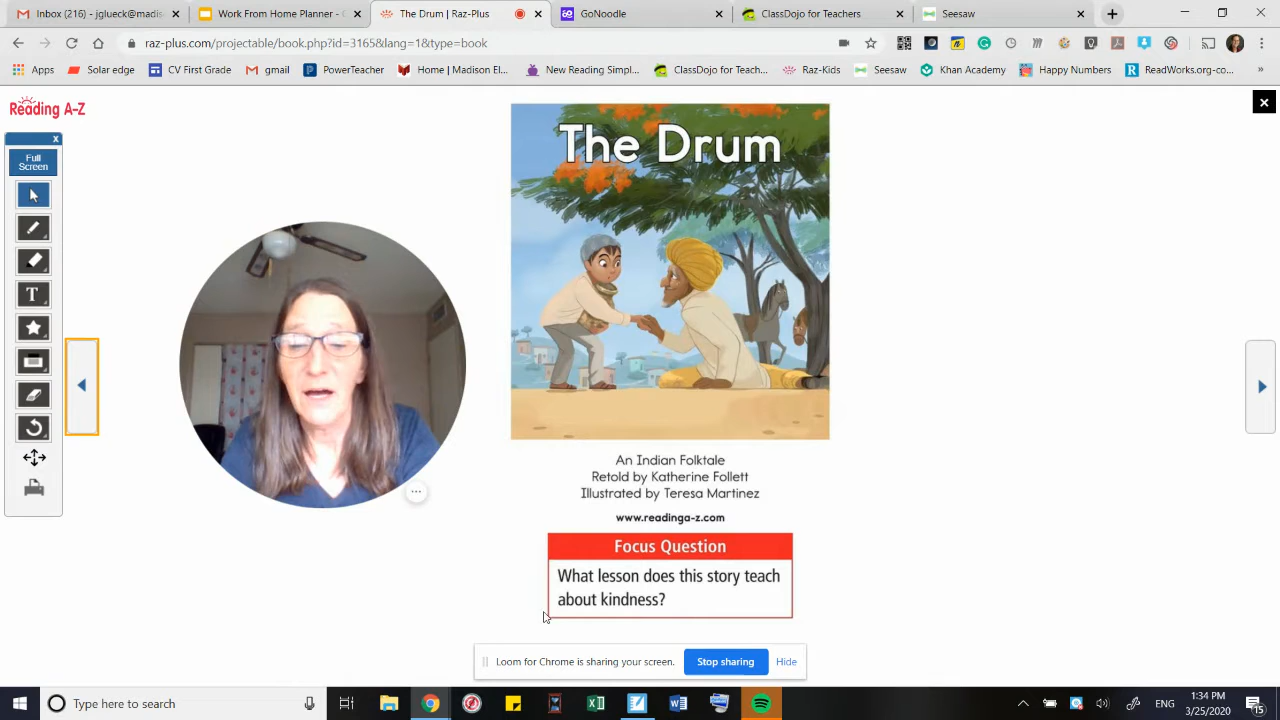 Inbox (216) - jglueck@madis
Work From Home Planner - C
The Drum | Raz-Plus
GoNoodle
ClassDojo for Teachers
Seesaw
raz-plus.com/projectable/book.php?id=3165&lang=1&type=book
Apps
Solar edge
CV First Grade
gmail
PowerTeacher
Home | Madison El...
New Reading Simpl...
ClassDojo for Teach...
Raz-Kids
Seesaw
Khan Academy
Happy Numbers
ReadWorks.org-co...
»
Reading A-Z
x
Full
Screen
T
The Drum
An Indian Folktale
Retold by Katherine Follett
Illustrated by Teresa Martinez
www.readinga-z.com
Focus Question
What lesson does this story teach
about kindness?
Loom for Chrome is sharing your screen.
Stop sharing
Hide
Type here to search
ENG
1:34 PM
3/25/2020
15